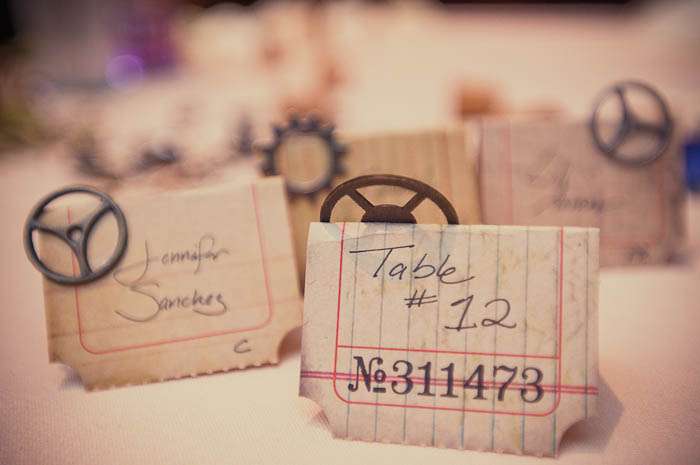 Jennifer
Sanchez
C
Table
# 12
№311473